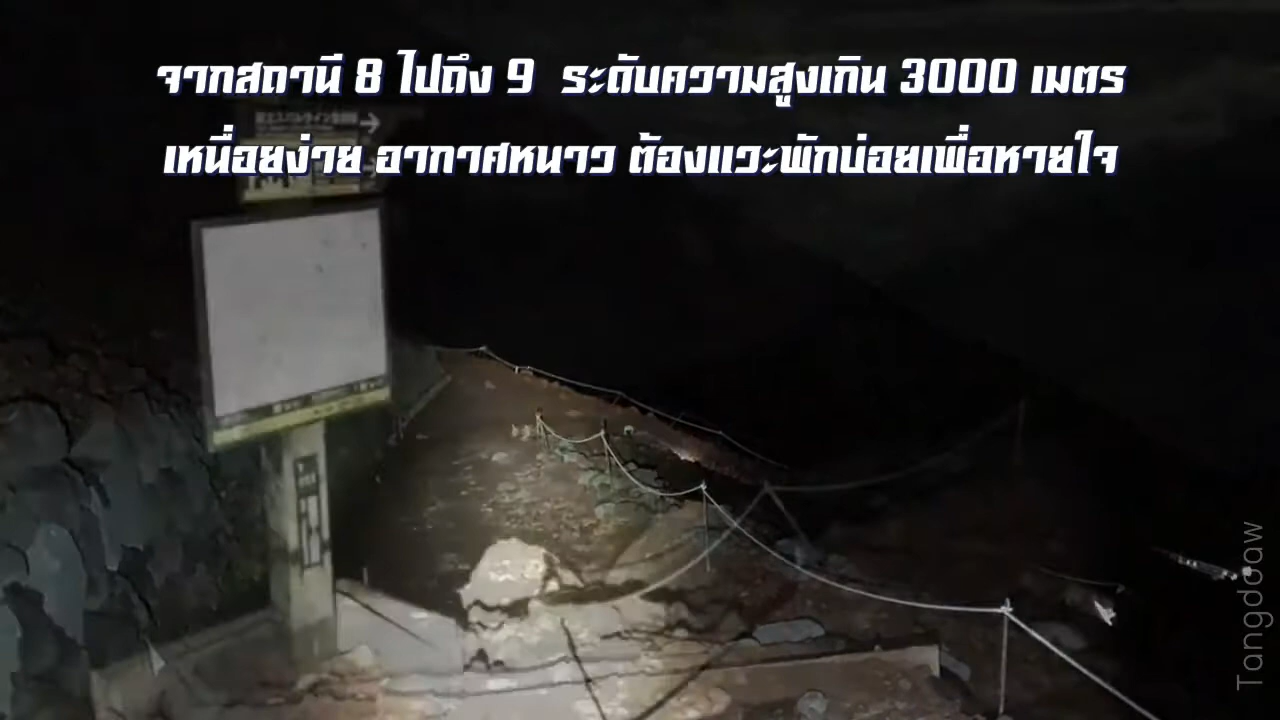 จากสถานี 8 ไปถึง 9 ระดับความสูงเกิน 3000 เมตร
เหนื่อยง่าย อากาศหนาว ต้องแวะพักบ่อยเพื่อหายใจ
Tangdoaw